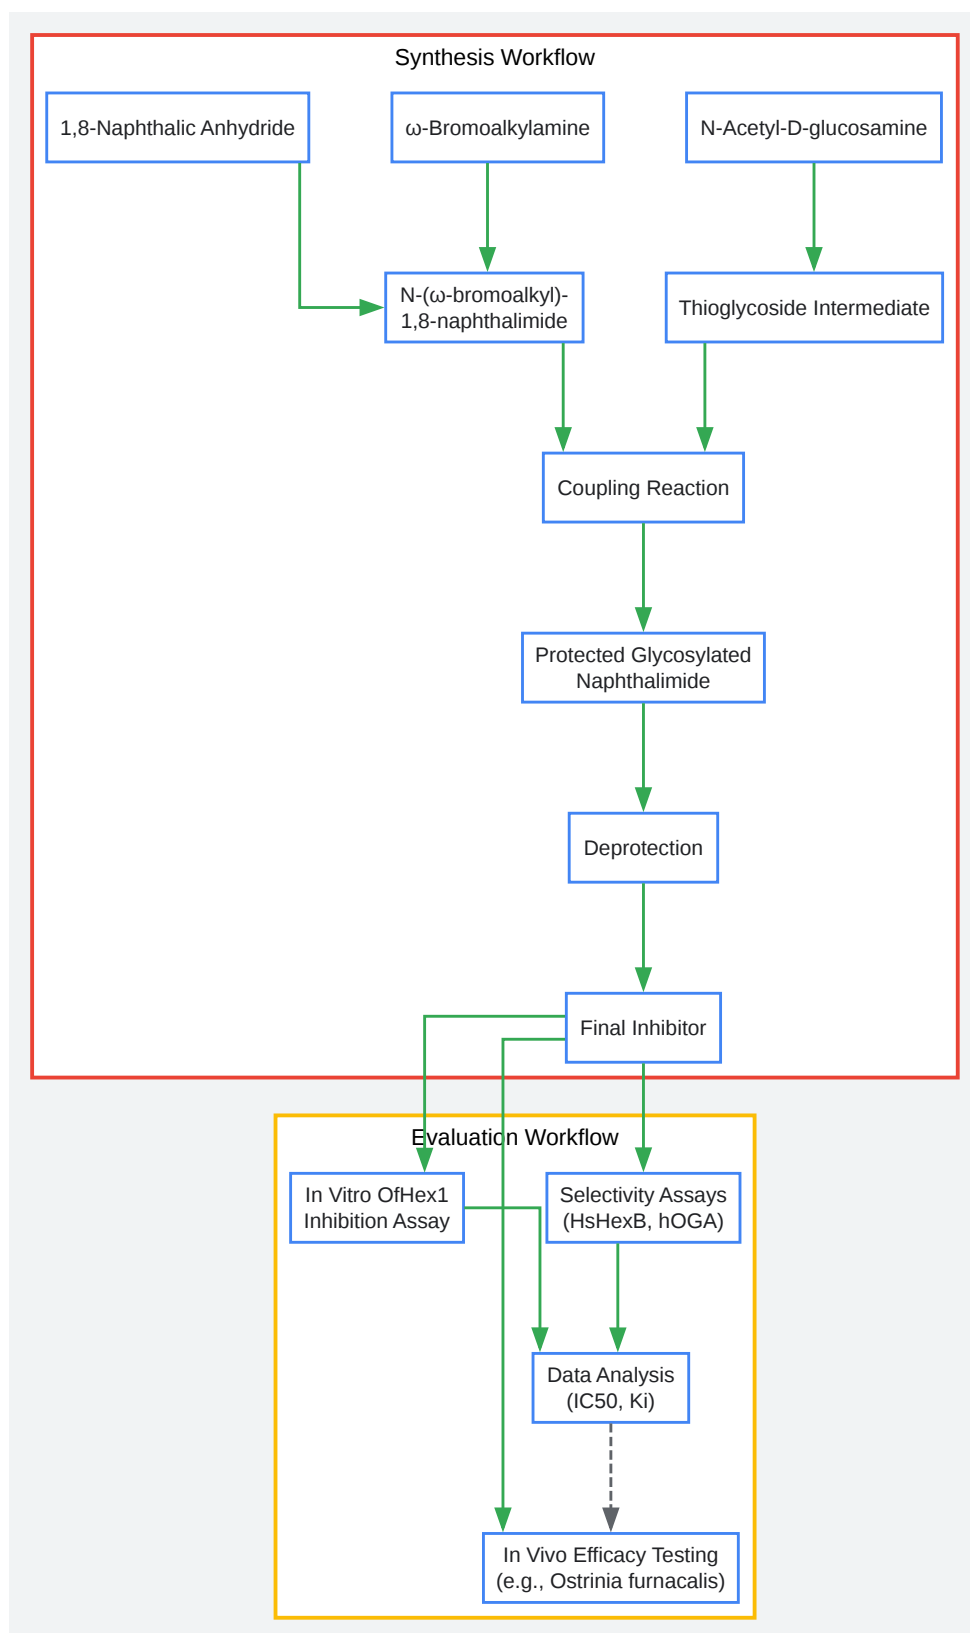 Synthesis Workflow
1,8-Naphthalic Anhydride
ω-Bromoalkylamine
N-Acetyl-D-glucosamine
N-(ω-bromoalkyl)-
1,8-naphthalimide
Thioglycoside Intermediate
Coupling Reaction
Protected Glycosylated
Naphthalimide
Deprotection
Final Inhibitor
Evaluation Workflow
In Vitro OfHex1
Inhibition Assay
Selectivity Assays
(HsHexB, hOGA)
Data Analysis
(IC50, Ki)
In Vivo Efficacy Testing
(e.g., Ostrinia furnacalis)